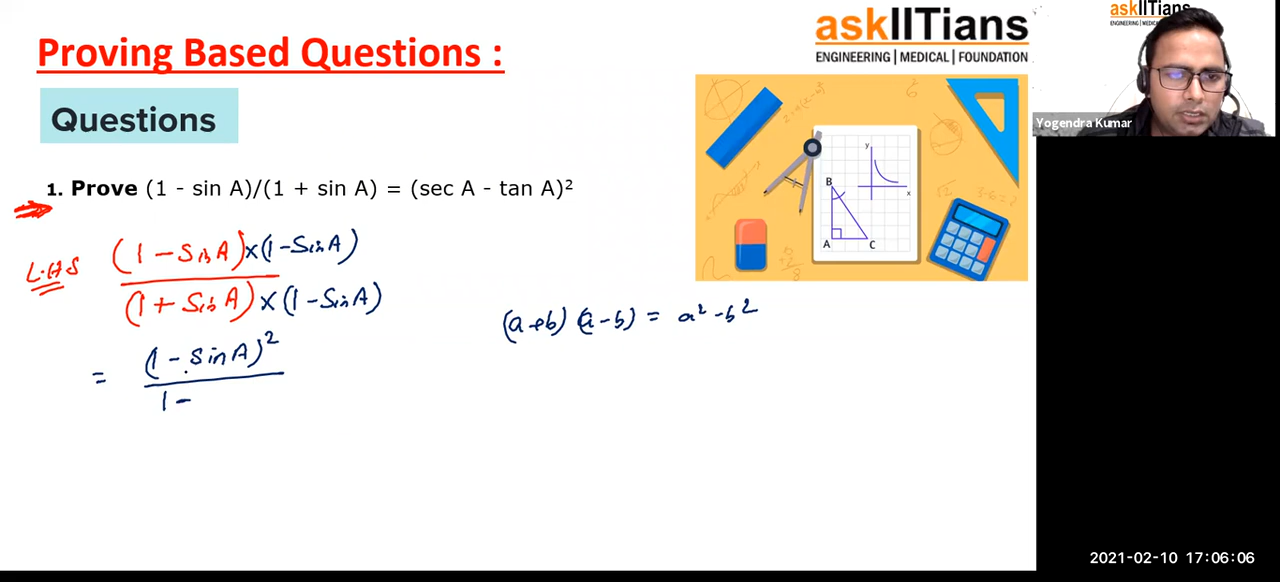 Proving Based Questions :
askIITians
ENGINEERING | MEDICAL | FOUNDATION
askIITians
Yogendra Kumar
Questions
1. Prove (1 - sin A)/(1 + sin A) = (sec A - tan A)²
L.H.S (1 - Sin A) × (1 - Sin A)
(1 + Sin A) × (1 - Sin A)
(a + b) (a - b) = a² - b²
= (1 - Sin A)²
1 -
B
A
C
y
x
2021-02-10 17:06:06